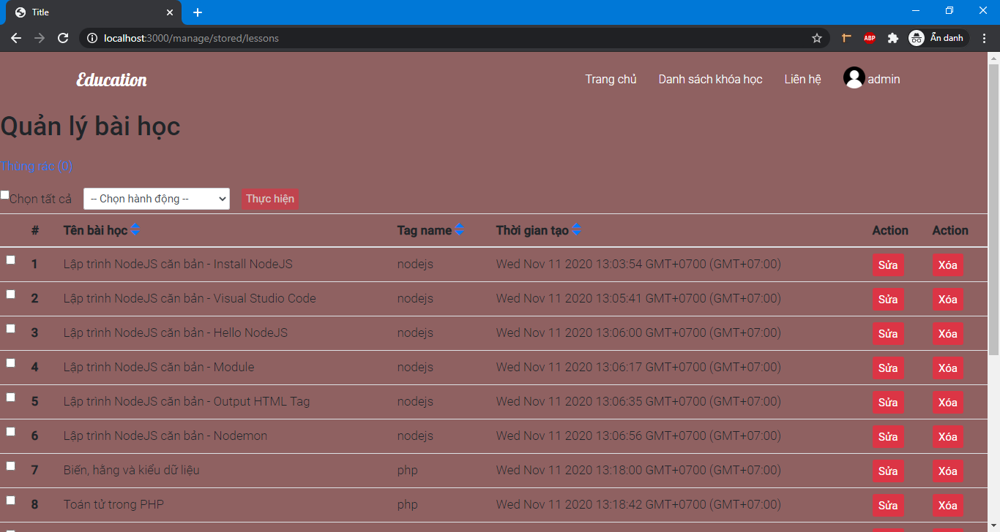 Title
localhost:3000/manage/stored/lessons
ABP
Ẩn danh
Education
Trang chủ
Danh sách khóa học
Liên hệ
admin
Quản lý bài học
Thùng rác (0)
Chọn tất cả
-- Chọn hành động --
Thực hiện
# Tên bài học Tag name Thời gian tạo Action Action
1 Lập trình NodeJS căn bản - Install NodeJS nodejs Wed Nov 11 2020 13:03:54 GMT+0700 (GMT+07:00) Sửa Xóa
2 Lập trình NodeJS căn bản - Visual Studio Code nodejs Wed Nov 11 2020 13:05:41 GMT+0700 (GMT+07:00) Sửa Xóa
3 Lập trình NodeJS căn bản - Hello NodeJS nodejs Wed Nov 11 2020 13:06:00 GMT+0700 (GMT+07:00) Sửa Xóa
4 Lập trình NodeJS căn bản - Module nodejs Wed Nov 11 2020 13:06:17 GMT+0700 (GMT+07:00) Sửa Xóa
5 Lập trình NodeJS căn bản - Output HTML Tag nodejs Wed Nov 11 2020 13:06:35 GMT+0700 (GMT+07:00) Sửa Xóa
6 Lập trình NodeJS căn bản - Nodemon nodejs Wed Nov 11 2020 13:06:56 GMT+0700 (GMT+07:00) Sửa Xóa
7 Biến, hằng và kiểu dữ liệu php Wed Nov 11 2020 13:18:00 GMT+0700 (GMT+07:00) Sửa Xóa
8 Toán tử trong PHP php Wed Nov 11 2020 13:18:42 GMT+0700 (GMT+07:00) Sửa Xóa